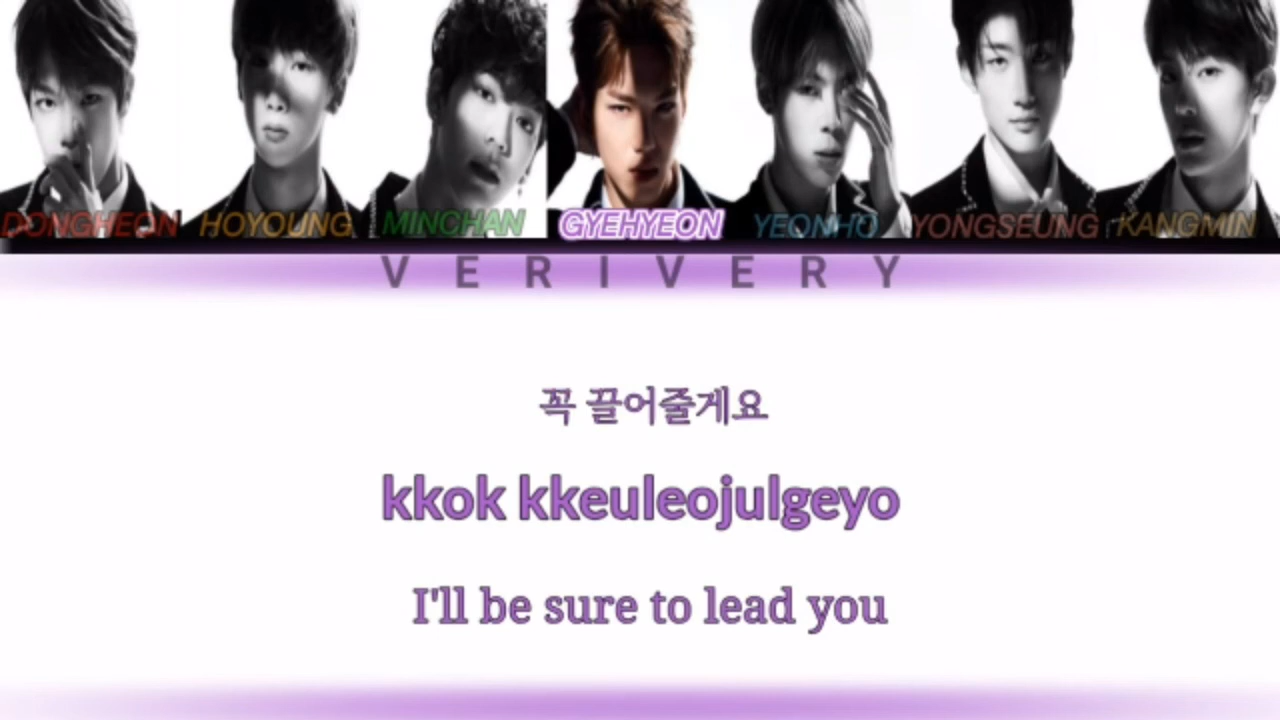 DONGHEON HOYOUNG MINCHAN GYEHYEON YEONHO YONGSEUNG KANGMIN
VERIVERY
꼭 끌어줄게요
kkok kkeuleojulgeyo
I'll be sure to lead you